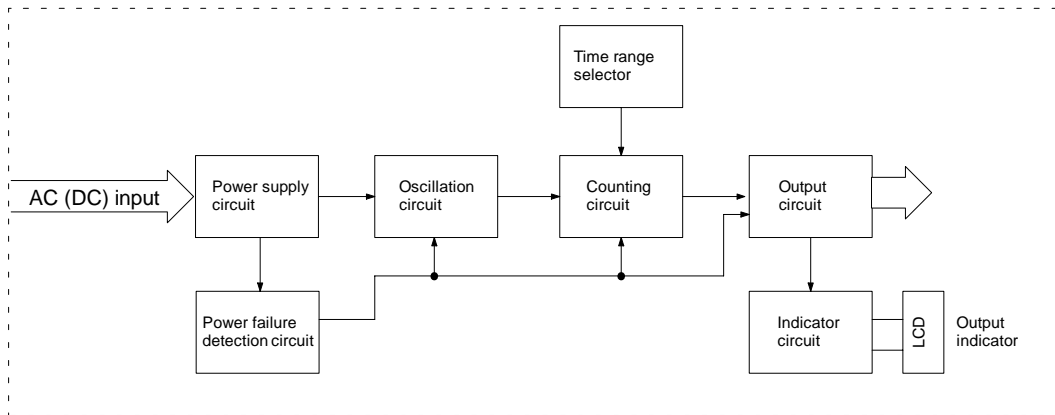 Time range
selector
AC (DC) input
Power supply
circuit
Oscillation
circuit
Counting
circuit
Output
circuit
Power failure
detection circuit
Indicator
circuit
LCD
Output
indicator